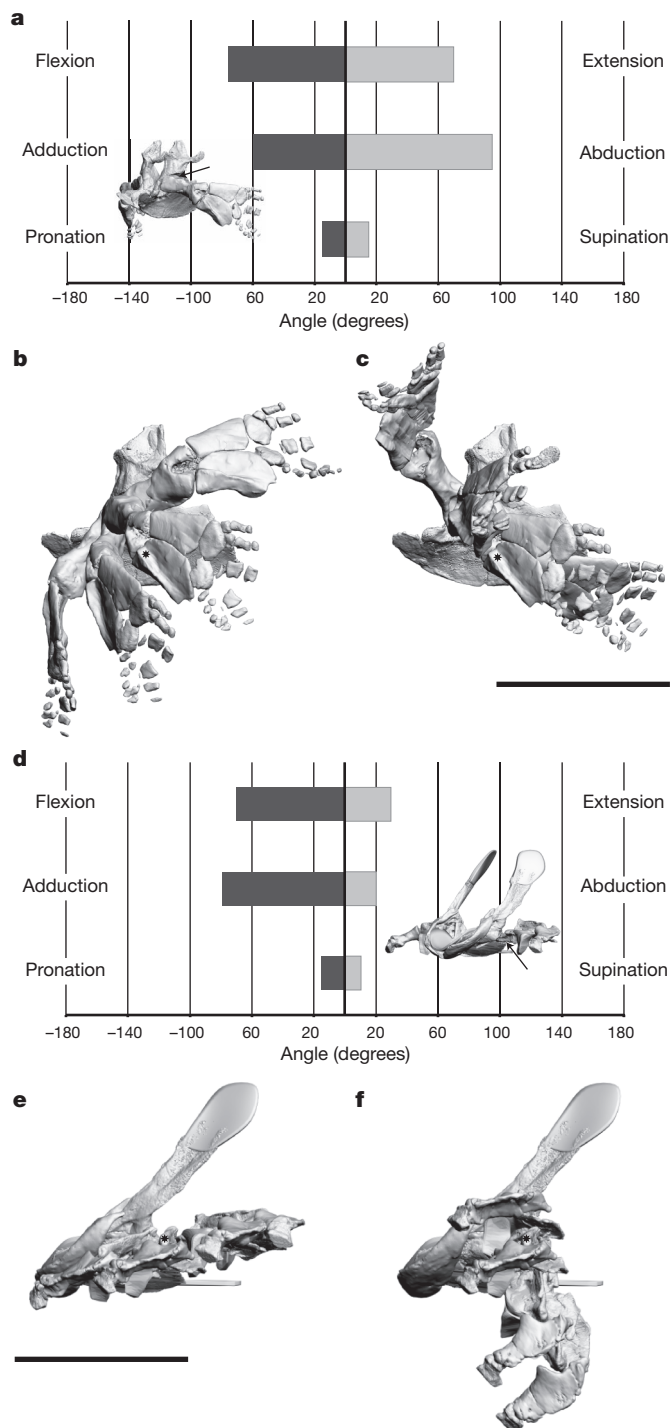 a
Flexion Extension
Adduction Abduction
Pronation Supination
−180 −140 −100 60 20 20 60 100 140 180
Angle (degrees)
b c
d
Flexion Extension
Adduction Abduction
Pronation Supination
−180 −140 −100 60 20 20 60 100 140 180
Angle (degrees)
e f